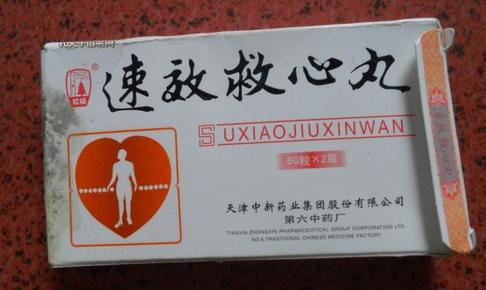 松栢
®
速效救心丸
SUXIAOJIUXINWAN
60粒×2瓶
天津中新药业集团股份有限公司
第六中药厂
TIANJIN ZHONGXIN PHARMACEUTICAL GROUP CORPORATION LTD.
NO.6 TRADITIONAL CHINESE MEDICINE FACTORY